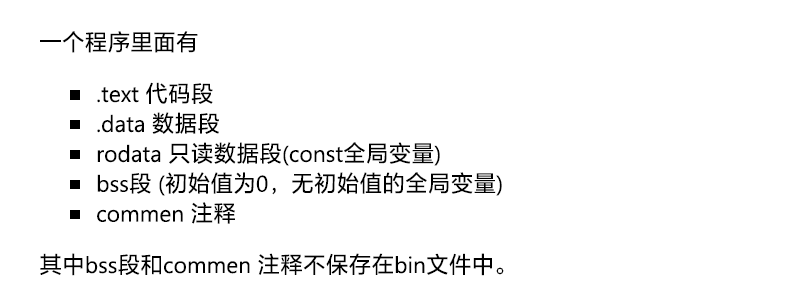 一个程序里面有
▪ .text 代码段
▪ .data 数据段
▪ rodata 只读数据段(const全局变量)
▪ bss段 (初始值为0，无初始值的全局变量)
▪ commen 注释
其中bss段和commen 注释不保存在bin文件中。